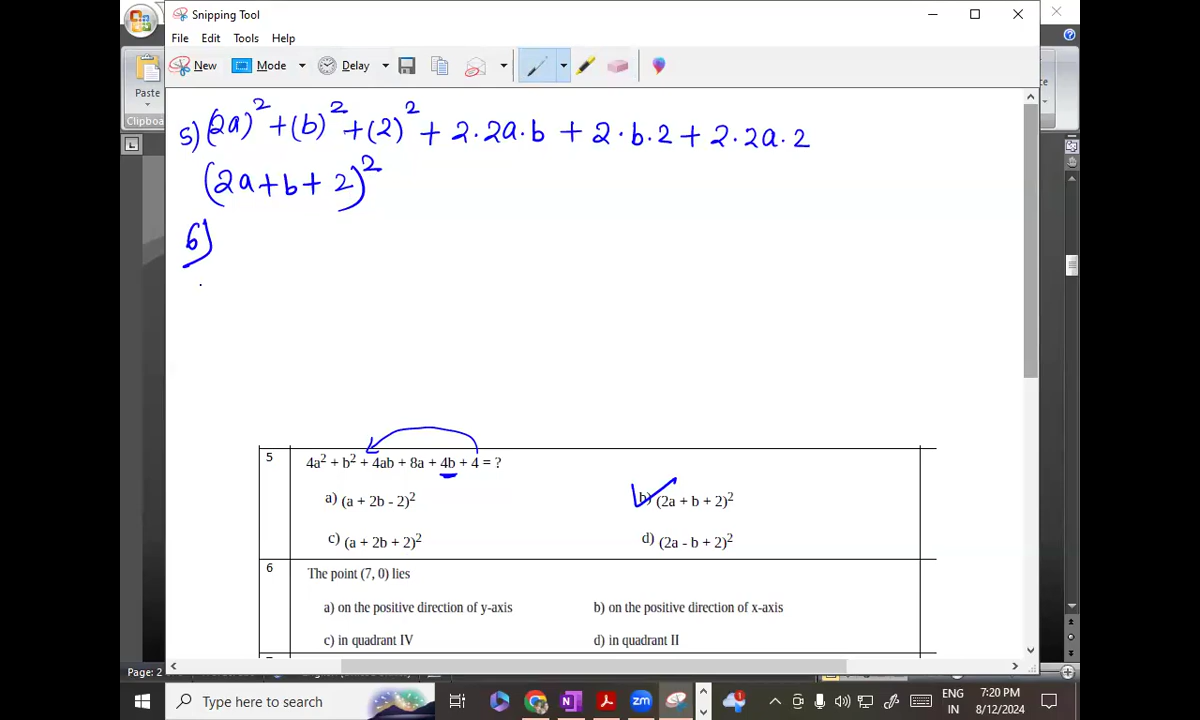 Snipping Tool
File Edit Tools Help
New Mode Delay
Paste
Clipboa
5) (2a)² + (b)² + (2)² + 2·2a·b + 2·b·2 + 2·2a·2
(2a+b+2)²
6)
5 4a² + b² + 4ab + 8a + 4b + 4 = ?
a) (a + 2b - 2)² b) (2a + b + 2)²
c) (a + 2b + 2)² d) (2a - b + 2)²
6 The point (7, 0) lies
a) on the positive direction of y-axis b) on the positive direction of x-axis
c) in quadrant IV d) in quadrant II
Page: 2
Type here to search ENG IN 7:20 PM 8/12/2024